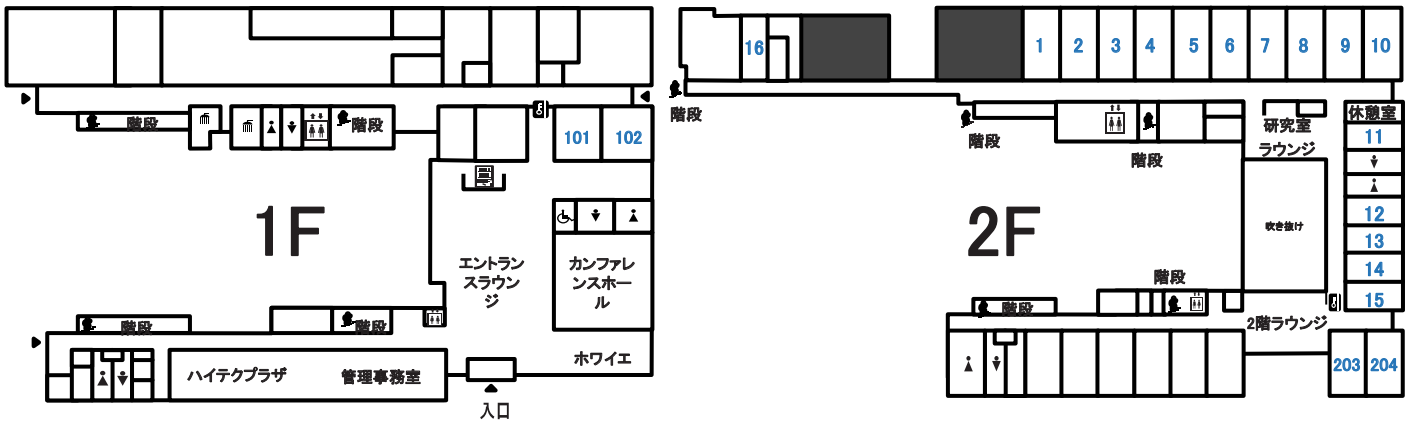 階段
階段
101
102
1F
エントラン
スラウン
ジ
カンファレ
ンスホー
ル
階段
階段
ホワイエ
ハイテクプラザ
管理事務室
入口
16
1
2
3
4
5
6
7
8
9
10
階段
階段
階段
研究室
ラウンジ
休憩室
11
12
13
14
15
2F
吹き抜け
階段
階段
2階ラウンジ
203
204